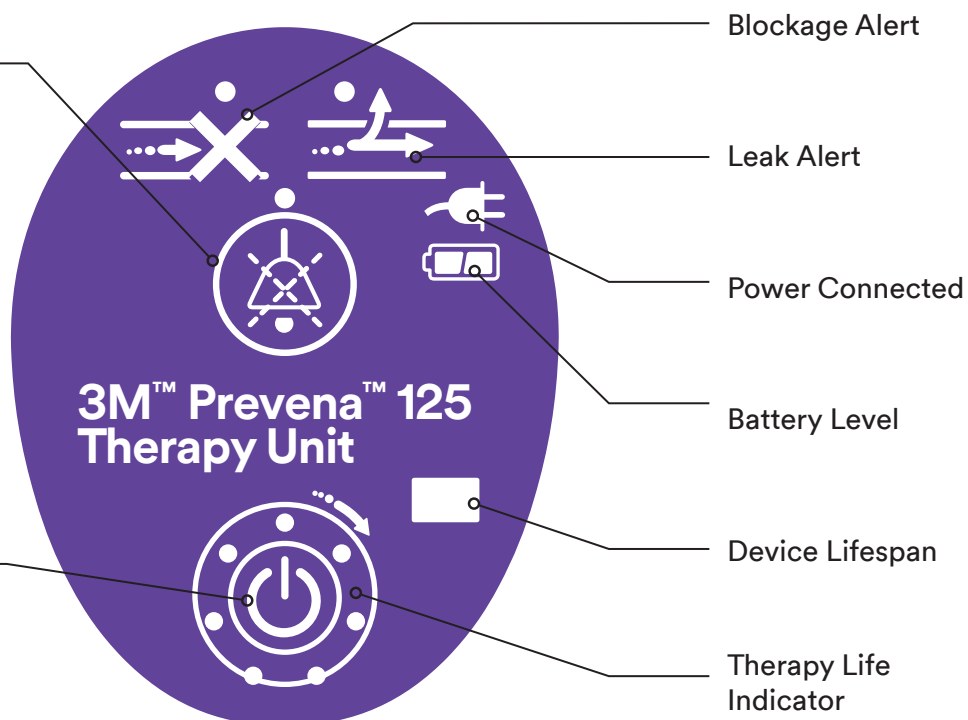 Blockage Alert
Leak Alert
Power Connected
Battery Level
3M™ Prevena™ 125
Therapy Unit
Device Lifespan
Therapy Life
Indicator